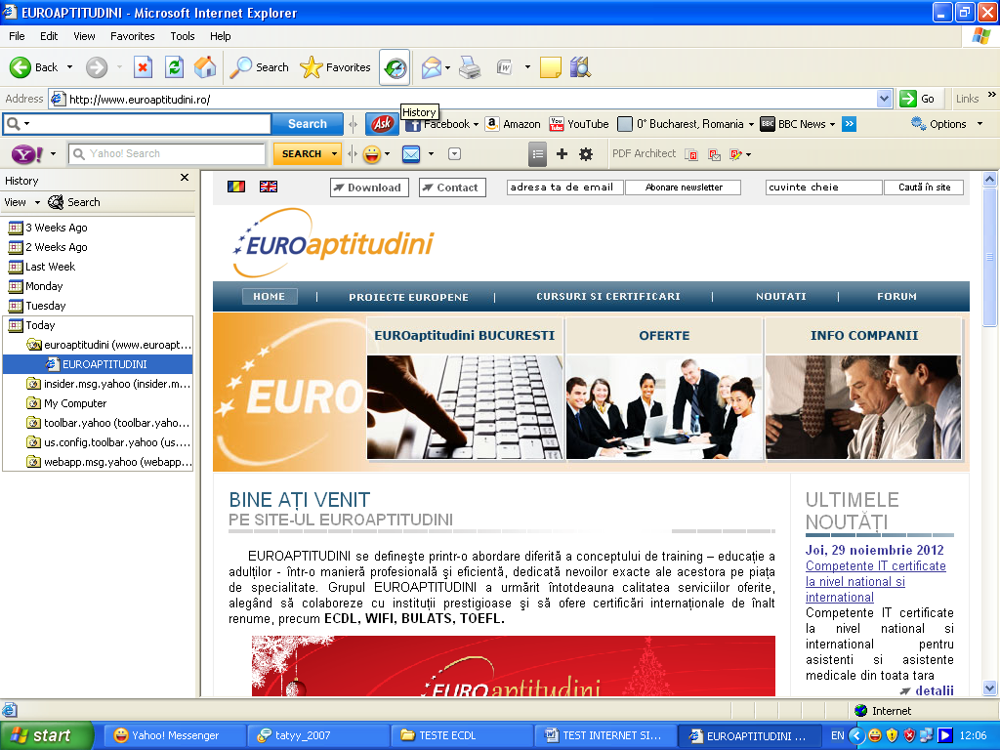 EUROAPTITUDINI - Microsoft Internet Explorer
File Edit View Favorites Tools Help
Back Search Favorites
Address http://www.euroaptitudini.ro/ Go Links »
History
Search Ask Facebook Amazon YouTube 0° Bucharest, Romania BBC BBC News » Options
Y! Yahoo! Search SEARCH PDF Architect
History
View Search
3 Weeks Ago
2 Weeks Ago
Last Week
Monday
Tuesday
Today
euroaptitudini (www.euroapt...
EUROAPTITUDINI
insider.msg.yahoo (insider.m...
My Computer
toolbar.yahoo (toolbar.yaho...
us.config.toolbar.yahoo (us....
webapp.msg.yahoo (webapp...
Download Contact adresa ta de email Abonare newsletter cuvinte cheie Caută în site
EUROaptitudini
HOME | PROIECTE EUROPENE | CURSURI SI CERTIFICARI | NOUTATI | FORUM
EURO
EUROaptitudini BUCURESTI OFERTE INFO COMPANII
BINE AȚI VENIT
PE SITE-UL EUROAPTITUDINI
EUROAPTITUDINI se defineşte printr-o abordare diferită a conceptului de training – educație a
adulților - într-o manieră profesională şi eficientă, dedicată nevoilor exacte ale acestora pe piața
de specialitate. Grupul EUROAPTITUDINI a urmărit întotdeauna calitatea serviciilor oferite,
alegând să colaboreze cu instituții prestigioase şi să ofere certificări internaționale de înalt
renume, precum ECDL, WIFI, BULATS, TOEFL.
EUROaptitudini
ULTIMELE
NOUTĂȚI
Joi, 29 noiembrie 2012
Competente IT certificate
la nivel national si
international
Competente IT certificate
la nivel national si
international pentru
asistenti si asistente
medicale din toata tara
detalii
Internet
start Yahoo! Messenger tatyy_2007 TESTE ECDL TEST INTERNET SI... EUROAPTITUDINI ... EN 12:06